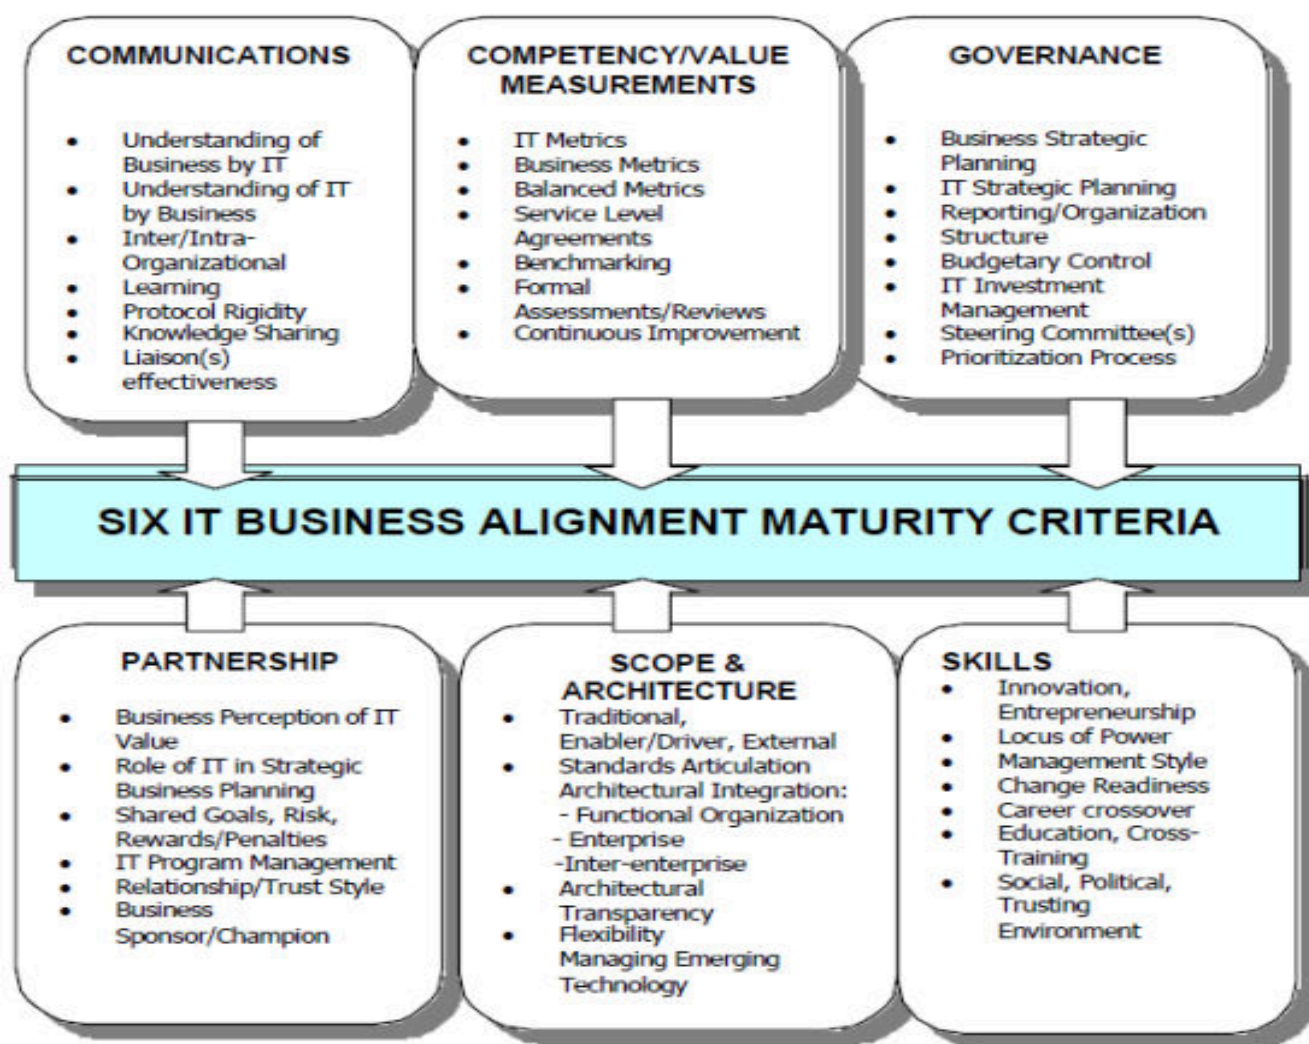 COMMUNICATIONS
• Understanding of
Business by IT
• Understanding of IT
by Business
• Inter/Intra-
Organizational
• Learning
• Protocol Rigidity
• Knowledge Sharing
• Liaison(s)
effectiveness
COMPETENCY/VALUE
MEASUREMENTS
• IT Metrics
• Business Metrics
• Balanced Metrics
• Service Level
Agreements
• Benchmarking
• Formal
Assessments/Reviews
• Continuous Improvement
GOVERNANCE
• Business Strategic
Planning
• IT Strategic Planning
• Reporting/Organization
• Structure
• Budgetary Control
• IT Investment
Management
• Steering Committee(s)
• Prioritization Process
SIX IT BUSINESS ALIGNMENT MATURITY CRITERIA
PARTNERSHIP
• Business Perception of IT
Value
• Role of IT in Strategic
Business Planning
• Shared Goals, Risk,
Rewards/Penalties
• IT Program Management
• Relationship/Trust Style
• Business
Sponsor/Champion
SCOPE &
ARCHITECTURE
• Traditional,
Enabler/Driver, External
• Standards Articulation
Architectural Integration:
- Functional Organization
- Enterprise
-Inter-enterprise
• Architectural
Transparency
• Flexibility
Managing Emerging
Technology
SKILLS
• Innovation,
Entrepreneurship
• Locus of Power
• Management Style
• Change Readiness
• Career crossover
• Education, Cross-
Training
• Social, Political,
Trusting
Environment